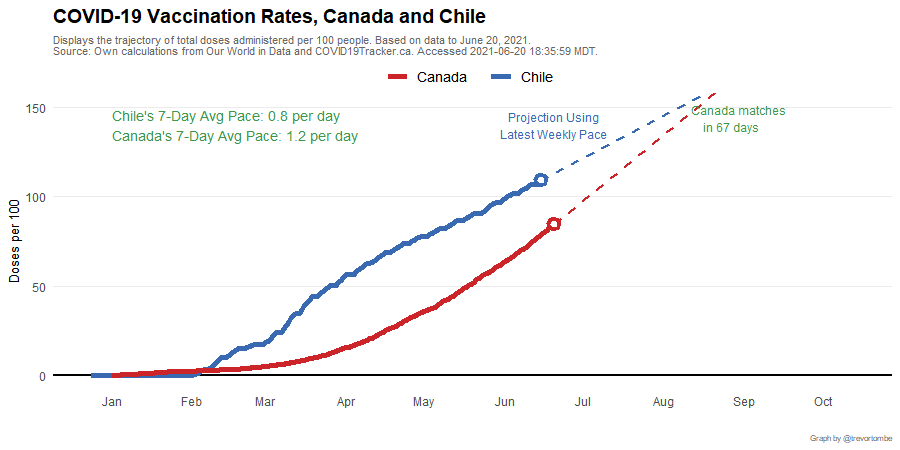 COVID-19 Vaccination Rates, Canada and Chile
Displays the trajectory of total doses administered per 100 people. Based on data to June 20, 2021.
Source: Own calculations from Our World in Data and COVID19Tracker.ca. Accessed 2021-06-20 18:35:59 MDT.
Canada Chile
Chile's 7-Day Avg Pace: 0.8 per day
Canada's 7-Day Avg Pace: 1.2 per day
Projection Using
Latest Weekly Pace
Canada matches
in 67 days
Doses per 100
150
100
50
0
Jan Feb Mar Apr May Jun Jul Aug Sep Oct
Graph by @trevortombe